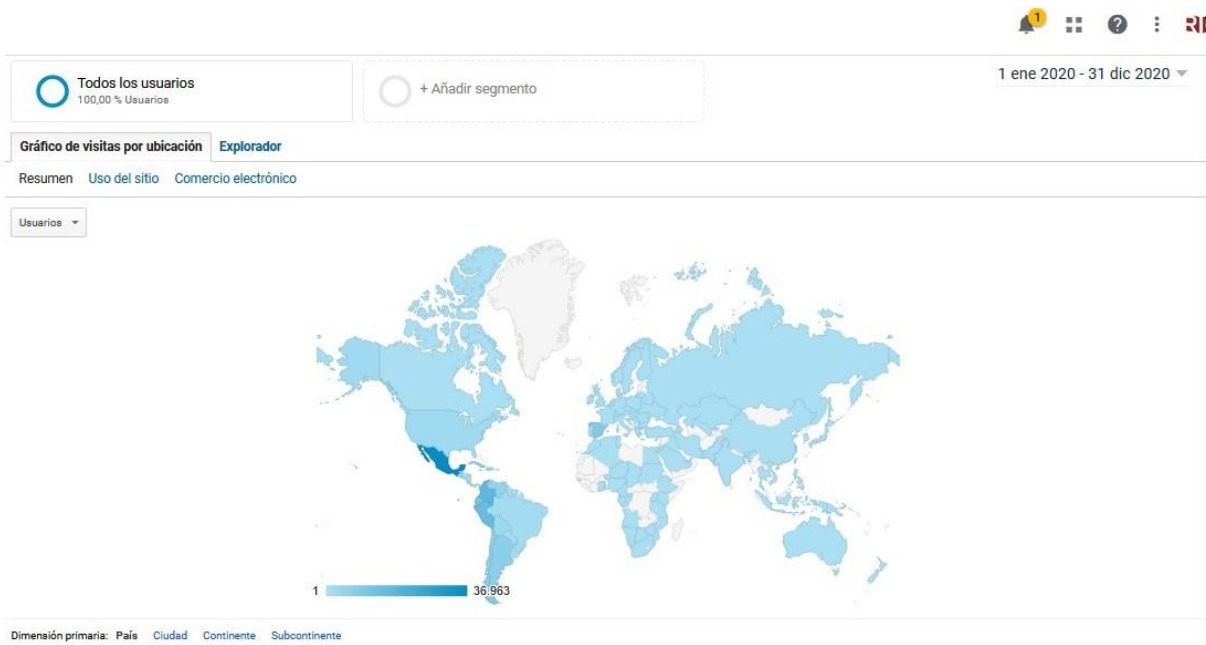 1
Todos los usuarios
100,00 % Usuarios
+ Añadir segmento
1 ene 2020 - 31 dic 2020
Gráfico de visitas por ubicación Explorador
Resumen Uso del sitio Comercio electrónico
Usuarios
1 36.963
Dimensión primaria: País Ciudad Continente Subcontinente